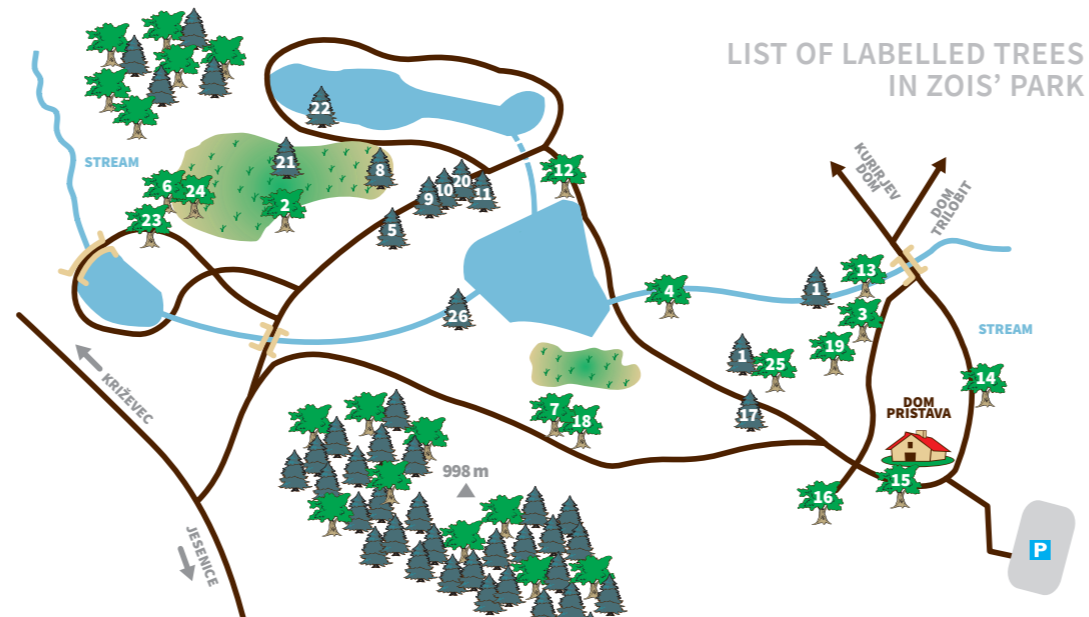 LIST OF LABELLED TREES
IN ZOIS' PARK
22
STREAM
21
8
12
6
24
20
10
9
11
2
23
5
KURIRJEV
DOM
DOM
TRILOBIT
13
1
4
3
26
STREAM
19
1
25
14
KRIŽEVEC
7
18
17
DOM
PRISTAVA
998 m
15
16
JESENICE
P